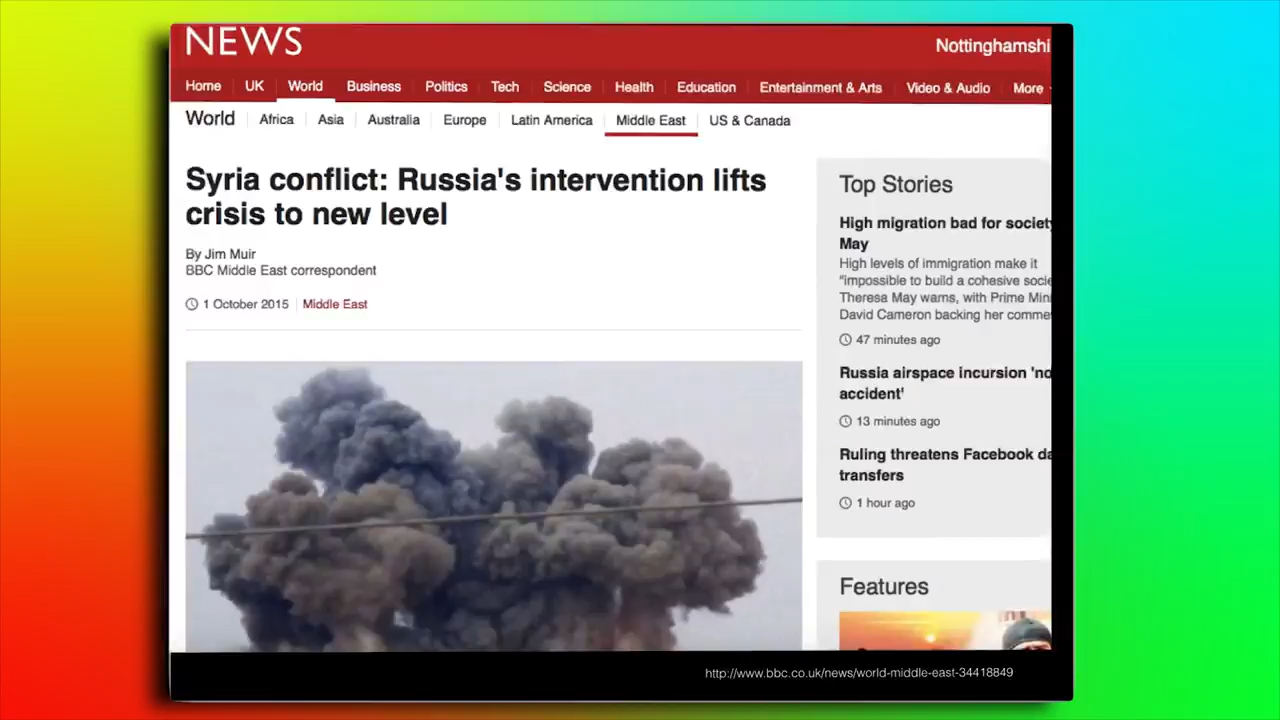 NEWS
Nottinghamshi
Home UK World Business Politics Tech Science Health Education Entertainment & Arts Video & Audio More
World Africa Asia Australia Europe Latin America Middle East US & Canada
Syria conflict: Russia's intervention lifts
crisis to new level
By Jim Muir
BBC Middle East correspondent
1 October 2015 Middle East
Top Stories
High migration bad for society
May
High levels of immigration make it
"impossible to build a cohesive socie
Theresa May warns, with Prime Min
David Cameron backing her comme
47 minutes ago
Russia airspace incursion 'no
accident'
13 minutes ago
Ruling threatens Facebook da
transfers
1 hour ago
Features
http://www.bbc.co.uk/news/world-middle-east-34418849